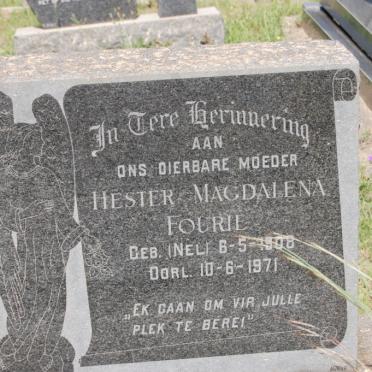 In Tere Herinnering
AAN
ONS DIERBARE MOEDER
HESTER MAGDALENA
FOURIE
GEB. (NEL) 6-5-1908
OORL. 10-6-1971
„EK GAAN OM VIR JULLE
PLEK TE BEREI"